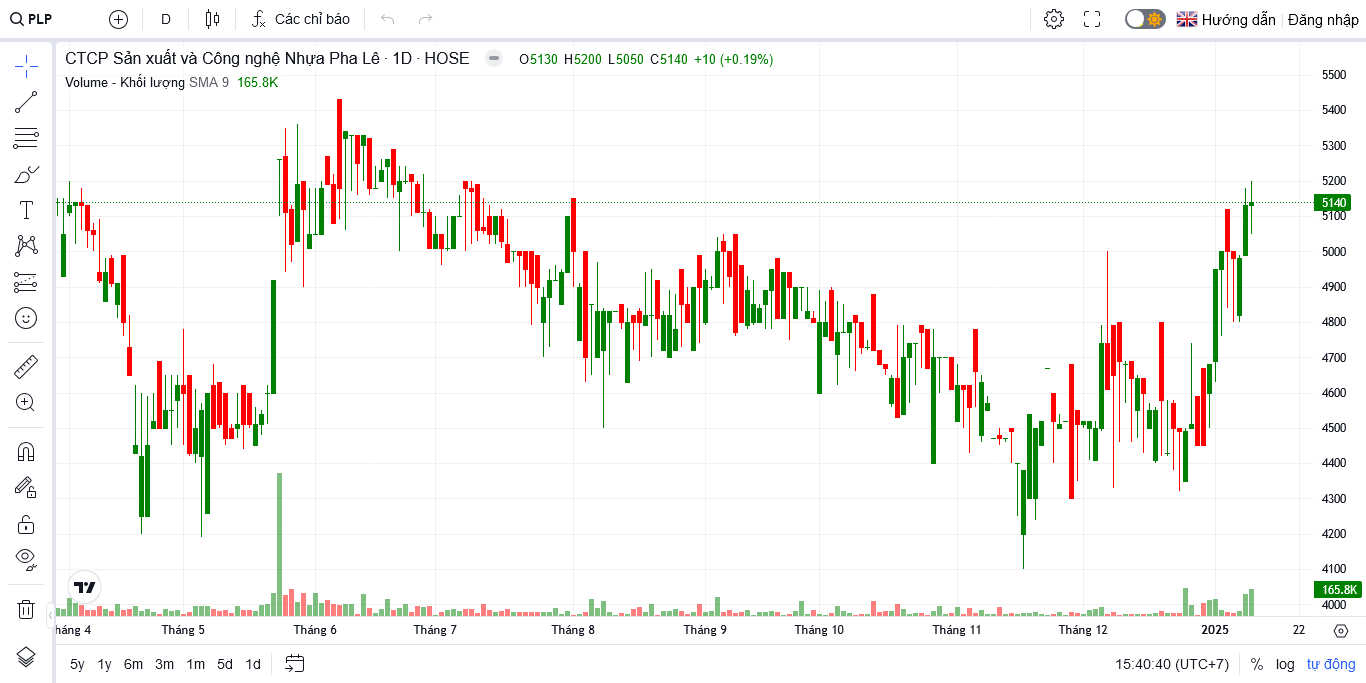 PLP D Các chỉ báo Hướng dẫn Đăng nhập
CTCP Sản xuất và Công nghệ Nhựa Pha Lê · 1D · HOSE O5130 H5200 L5050 C5140 +10 (+0.19%)
Volume - Khối lượng SMA 9 165.8K
5500
5400
5300
5200
5140
5100
5000
4900
4800
4700
4600
4500
4400
4300
4200
4100
165.8K
4000
háng 4 Tháng 5 Tháng 6 Tháng 7 Tháng 8 Tháng 9 Tháng 10 Tháng 11 Tháng 12 2025 22
5y 1y 6m 3m 1m 5d 1d 15:40:40 (UTC+7) % log tự động